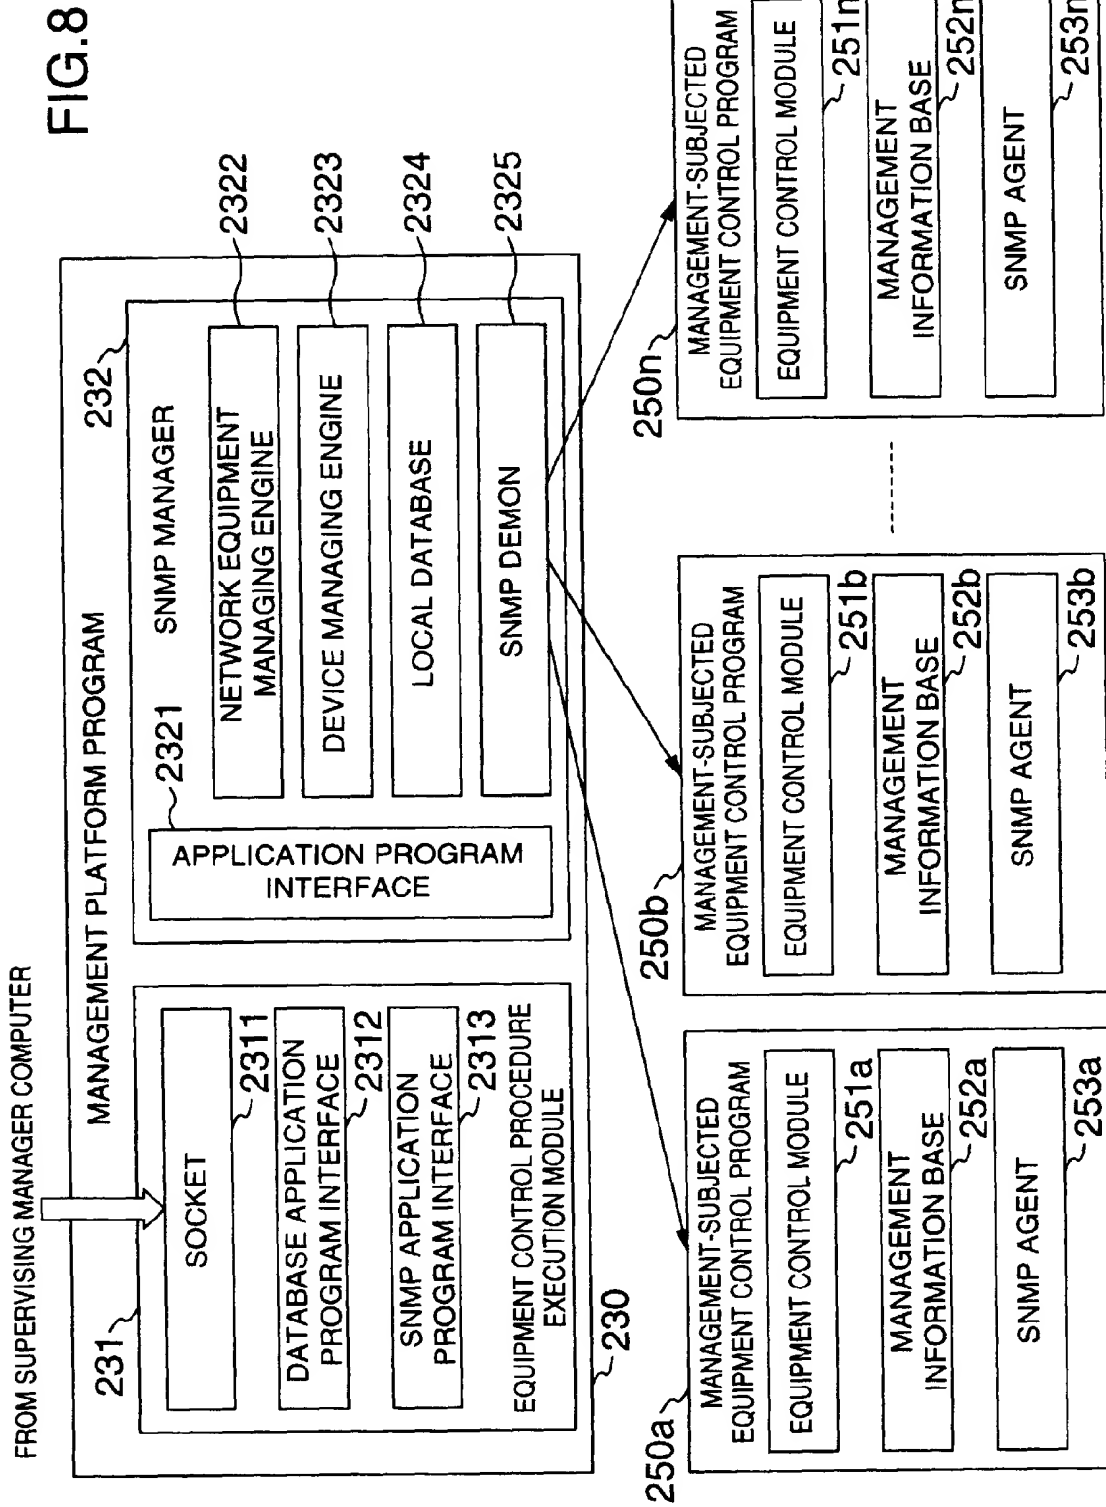 FIG.8
FROM SUPERVISING MANAGER COMPUTER
MANAGEMENT PLATFORM PROGRAM
231
SOCKET
2311
DATABASE APPLICATION
PROGRAM INTERFACE
2312
SNMP APPLICATION
PROGRAM INTERFACE
2313
EQUIPMENT CONTROL PROCEDURE
EXECUTION MODULE
230
232
SNMP MANAGER
2321
APPLICATION PROGRAM
INTERFACE
NETWORK EQUIPMENT
MANAGING ENGINE
2322
DEVICE MANAGING ENGINE
2323
LOCAL DATABASE
2324
SNMP DEMON
2325
250a
MANAGEMENT-SUBJECTED
EQUIPMENT CONTROL PROGRAM
EQUIPMENT CONTROL MODULE
251a
MANAGEMENT
INFORMATION BASE
252a
SNMP AGENT
253a
250b
MANAGEMENT-SUBJECTED
EQUIPMENT CONTROL PROGRAM
EQUIPMENT CONTROL MODULE
251b
MANAGEMENT
INFORMATION BASE
252b
SNMP AGENT
253b
250n
MANAGEMENT-SUBJECTED
EQUIPMENT CONTROL PROGRAM
EQUIPMENT CONTROL MODULE
251n
MANAGEMENT
INFORMATION BASE
252n
SNMP AGENT
253n